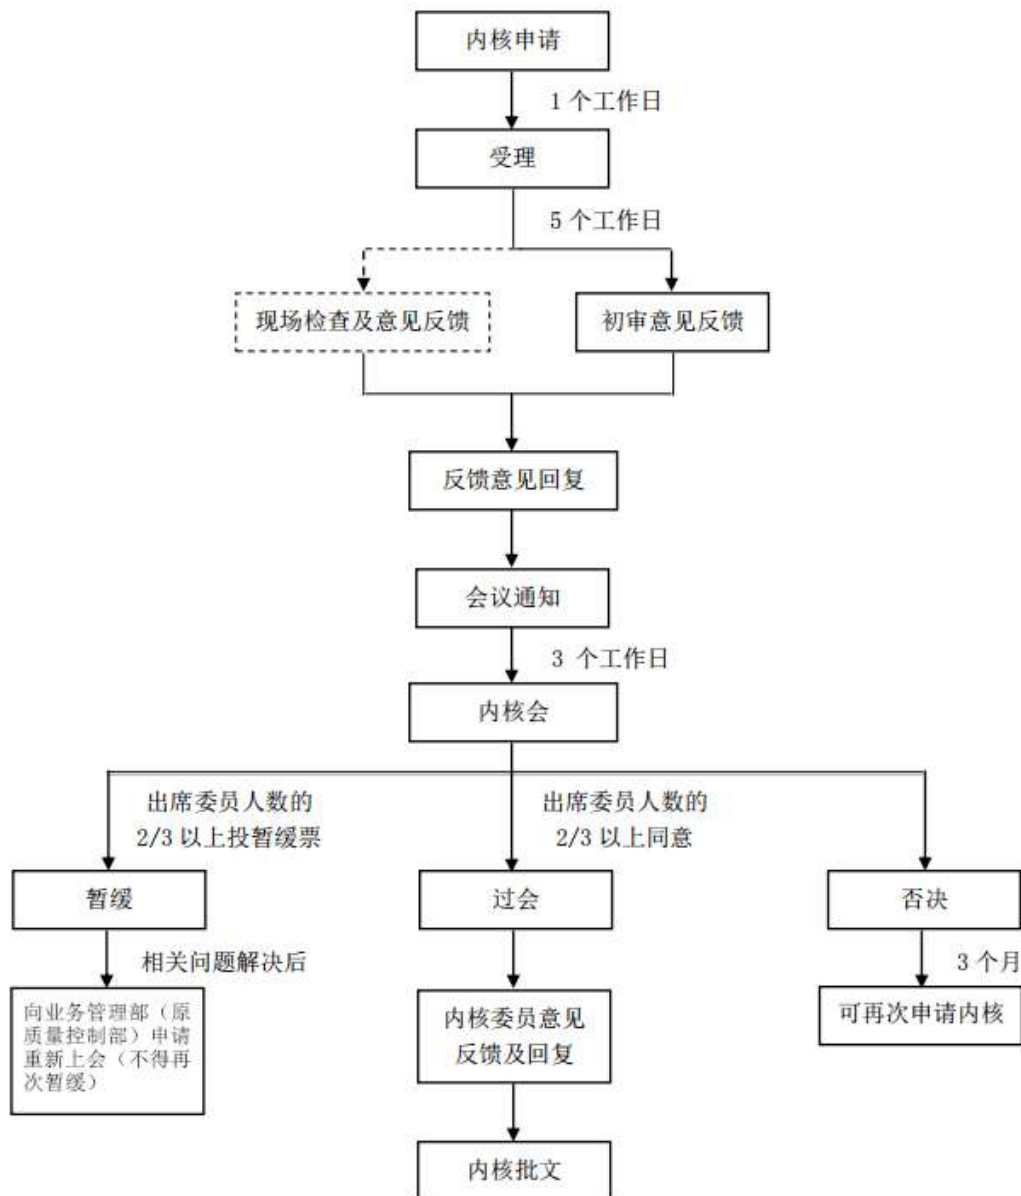 内核申请
1 个工作日
受理
5 个工作日
现场检查及意见反馈
初审意见反馈
反馈意见回复
会议通知
3 个工作日
内核会
出席委员人数的
2/3 以上投暂缓票
出席委员人数的
2/3 以上同意
暂缓
过会
否决
相关问题解决后
3 个月
向业务管理部（原
质量控制部）申请
重新上会（不得再
次暂缓）
内核委员意见
反馈及回复
可再次申请内核
内核批文